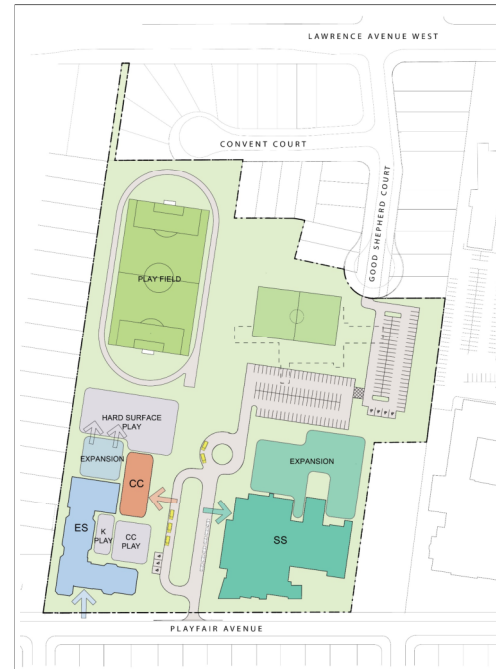 LAWRENCE AVENUE WEST
CONVENT COURT
GOOD SHEPHERD COURT
PLAY FIELD
HARD SURFACE
PLAY
EXPANSION
CC
EXPANSION
ES
K
PLAY
CC
PLAY
SS
PLAYFAIR AVENUE